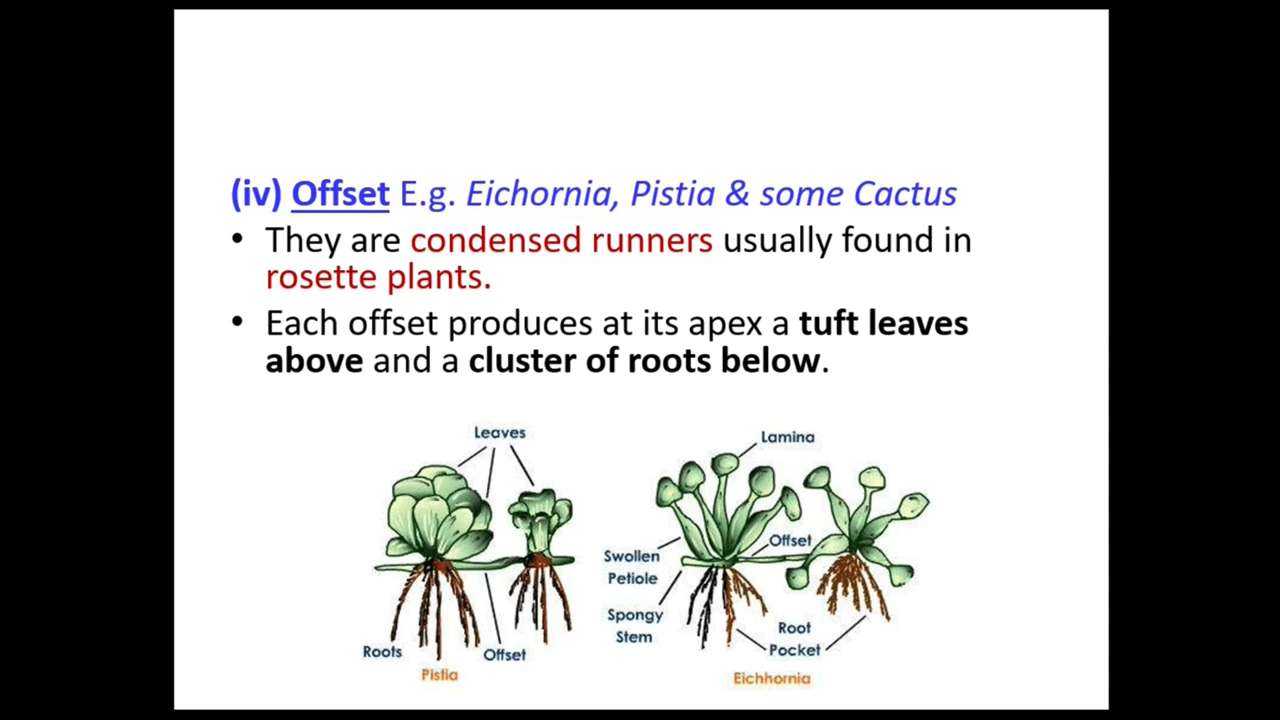 (iv) Offset E.g. Eichornia, Pistia & some Cactus
• They are condensed runners usually found in
rosette plants.
• Each offset produces at its apex a tuft leaves
above and a cluster of roots below.
Leaves
Roots
Offset
Pistia
Lamina
Offset
Swollen
Petiole
Spongy
Stem
Root
Pocket
Eichhornia